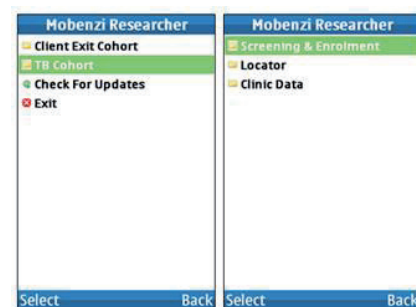 Mobenzi Researcher
Client Exit Cohort
TB Cohort
Check For Updates
Exit
Select Back
Mobenzi Researcher
Screening & Enrolment
Locator
Clinic Data
Select Back